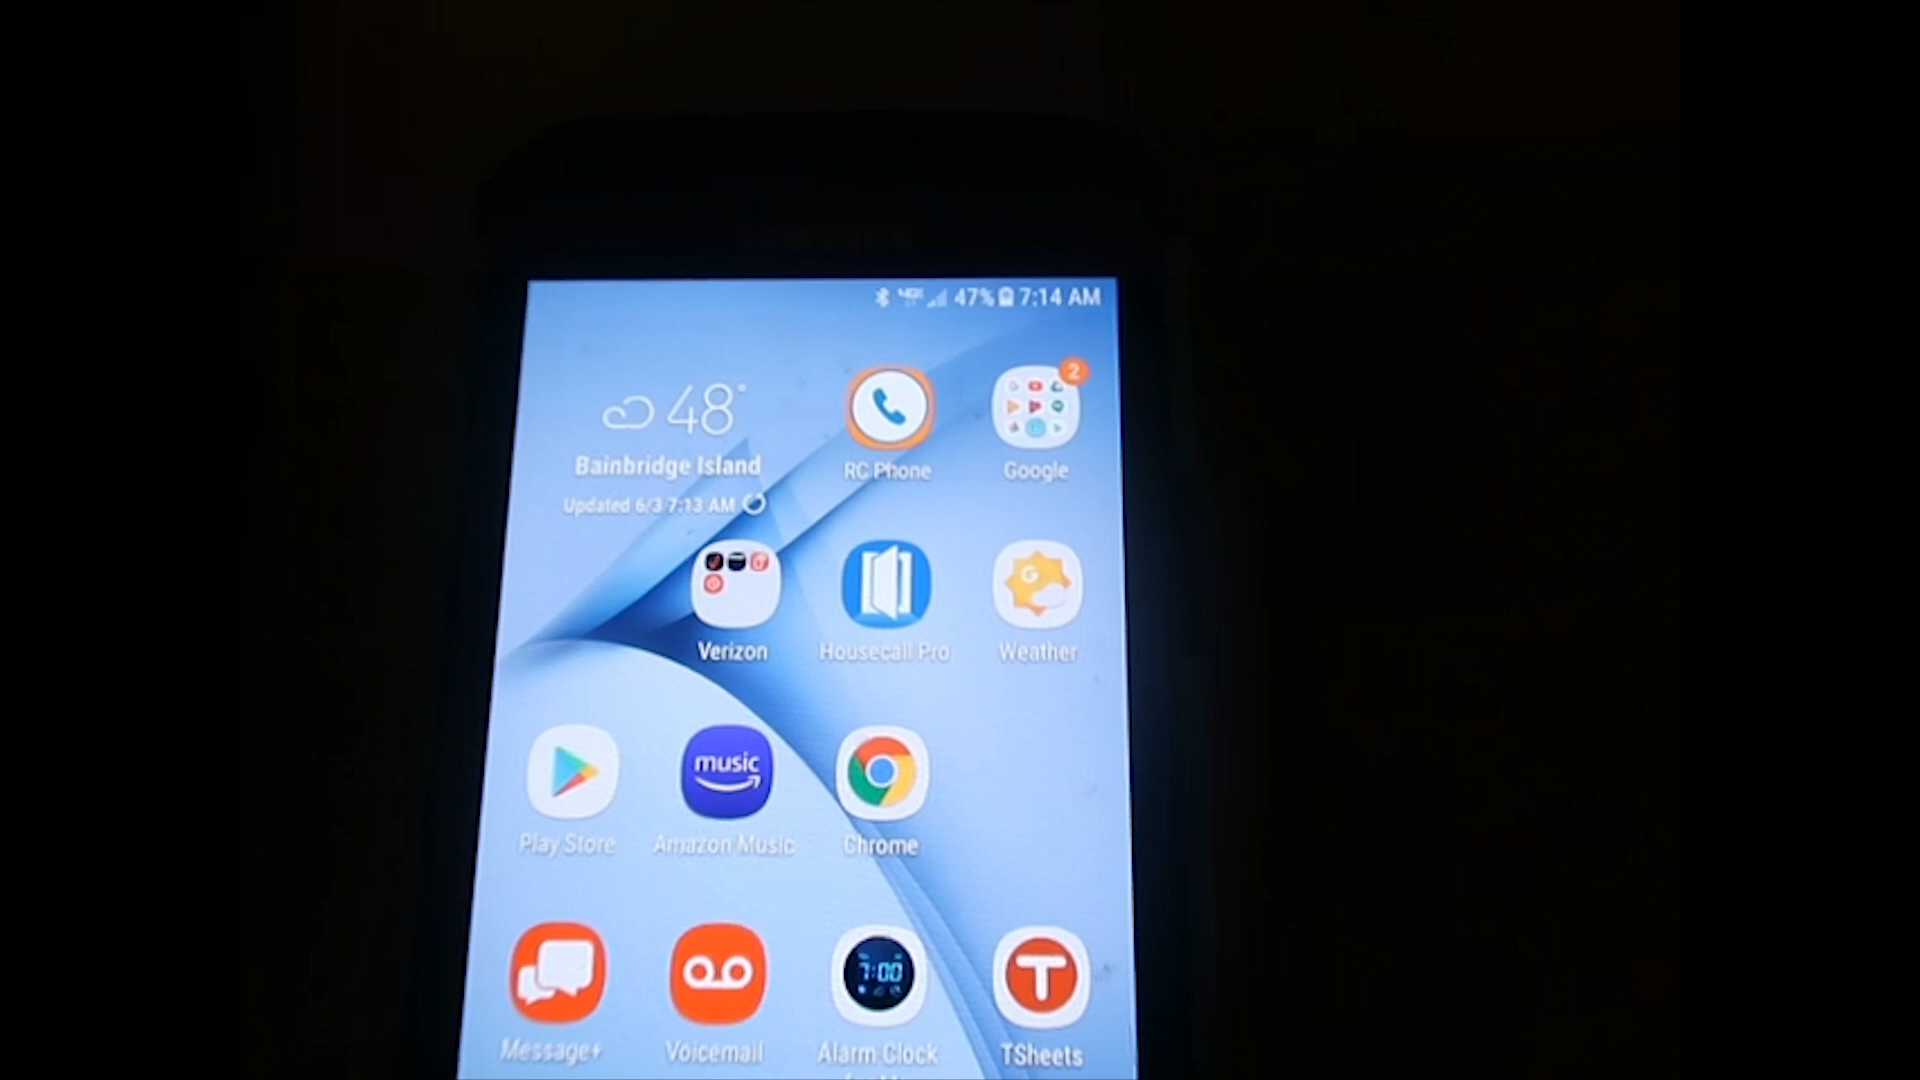 47% 7:14 AM
48°
Bainbridge Island
Updated 6/3 7:13 AM
2
RC Phone
Google
G
Verizon
Housecall Pro
Weather
music
Play Store
Amazon Music
Chrome
7:00
T
Message+
Voicemail
Alarm Clock
TSheets